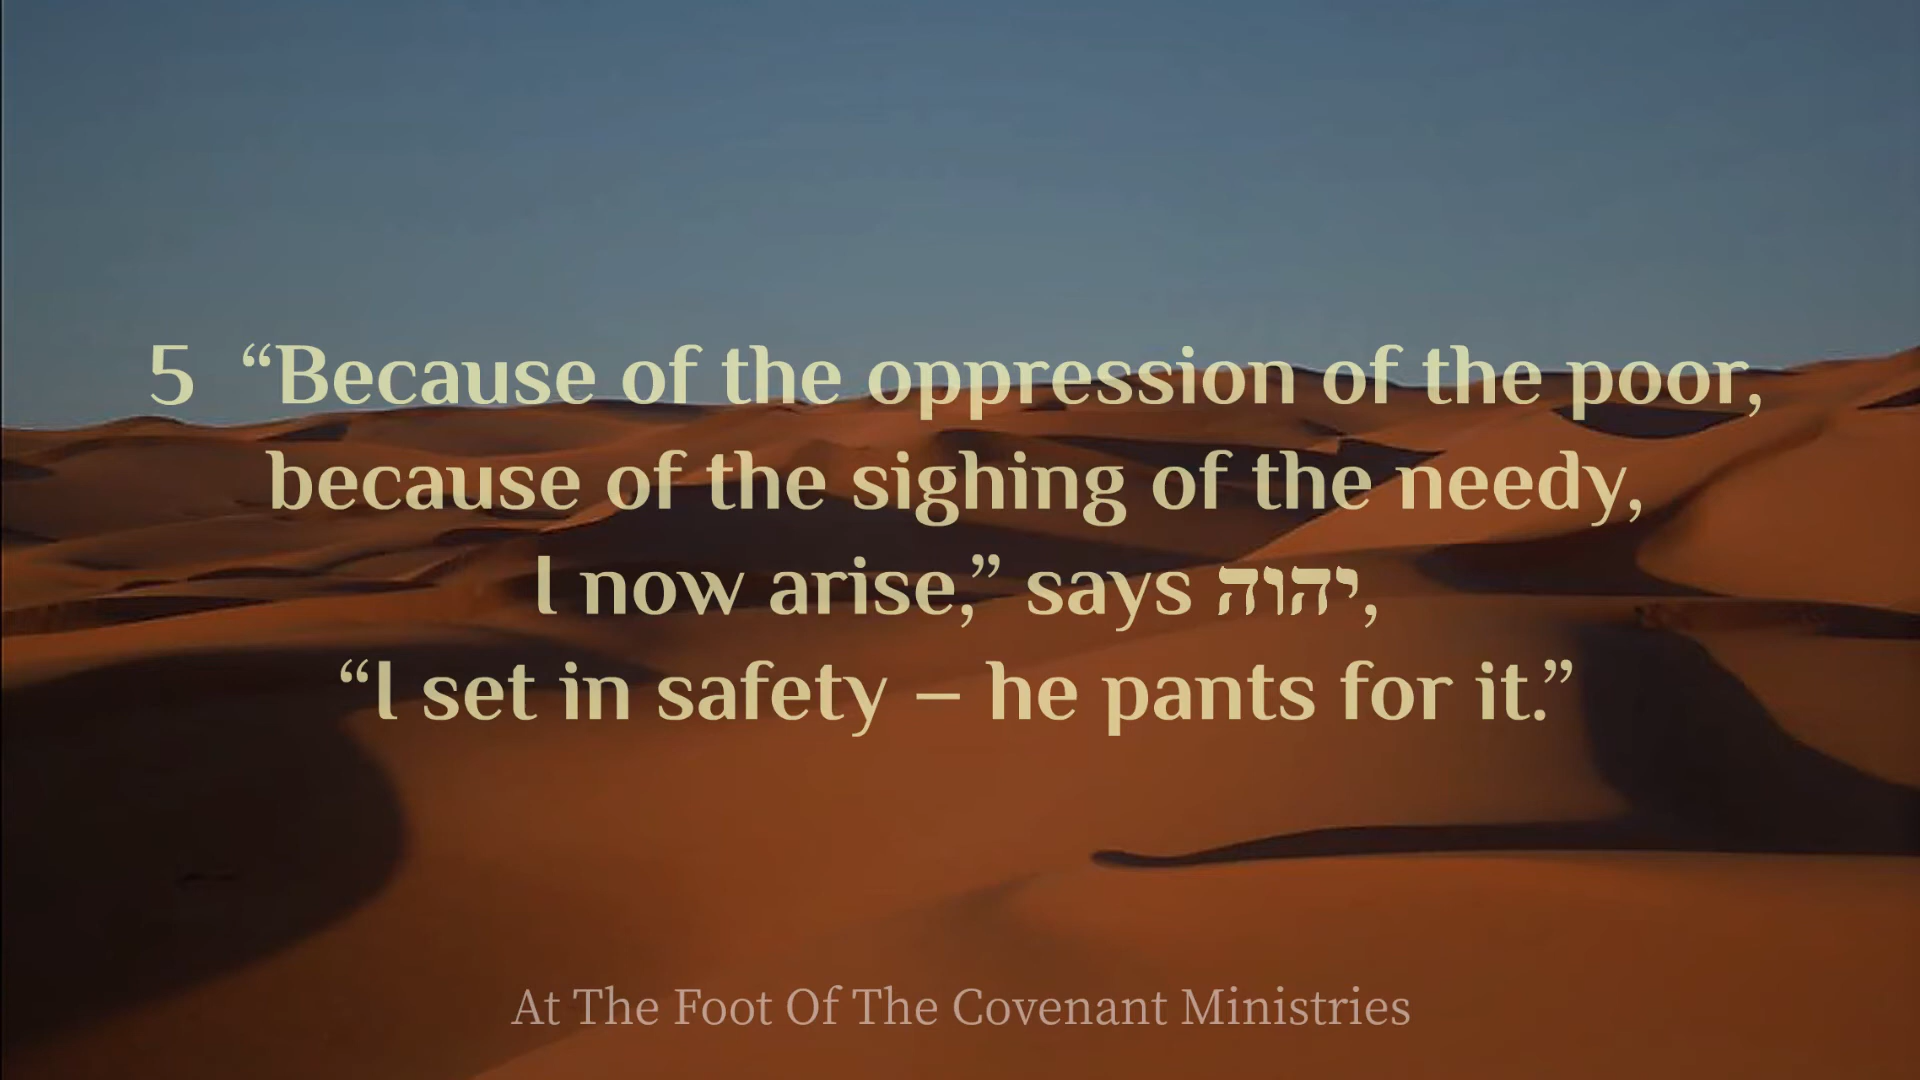 5 “Because of the oppression of the poor,
because of the sighing of the needy,
I now arise,” says יהוה,
“I set in safety – he pants for it.”
At The Foot Of The Covenant Ministries